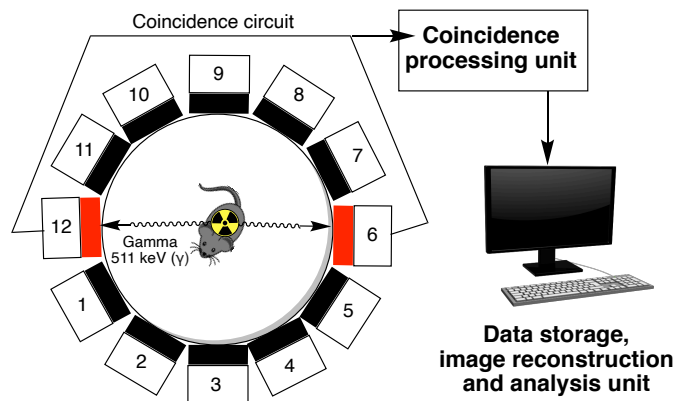 Coincidence circuit
Coincidence
processing unit
9
10
8
11
7
12
6
Gamma
511 keV (γ)
1
5
2
4
3
Data storage,
image reconstruction
and analysis unit